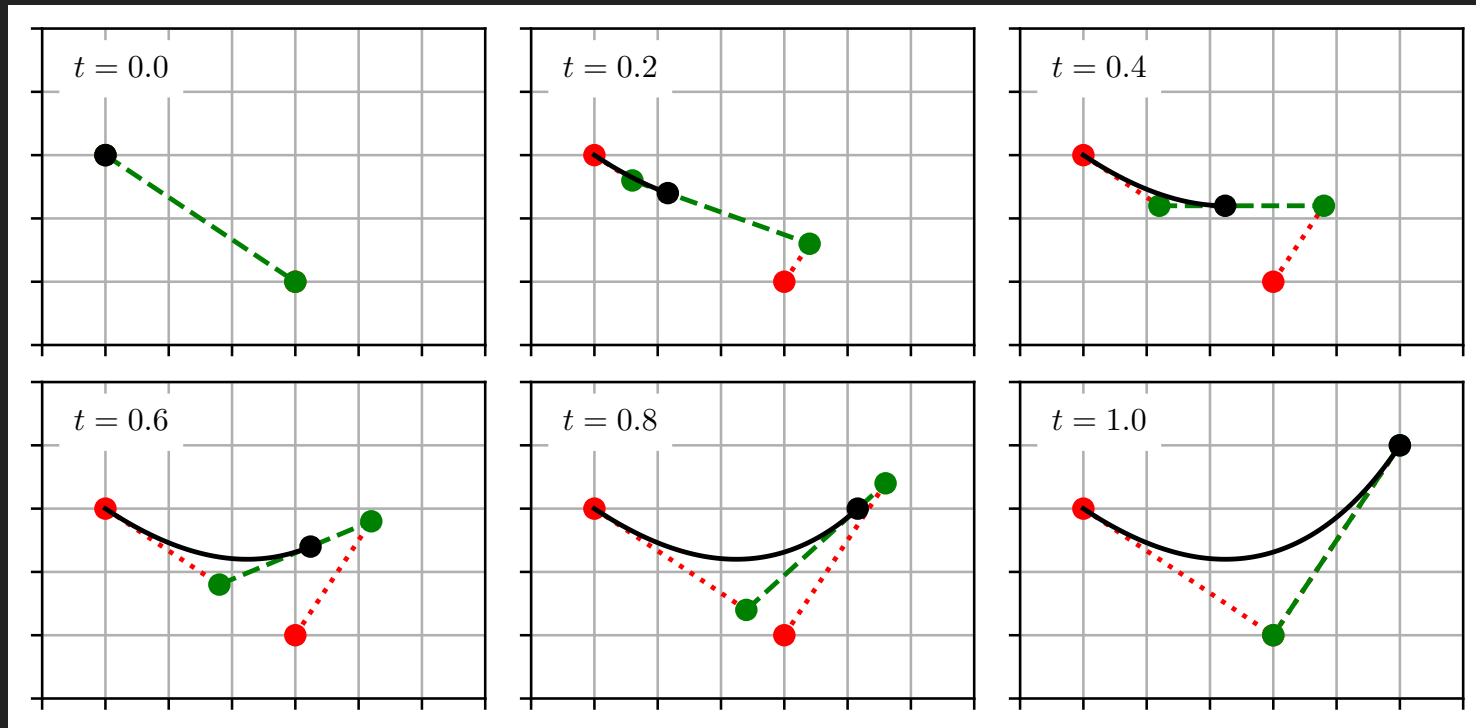 t = 0.0
t = 0.2
t = 0.4
t = 0.6
t = 0.8
t = 1.0